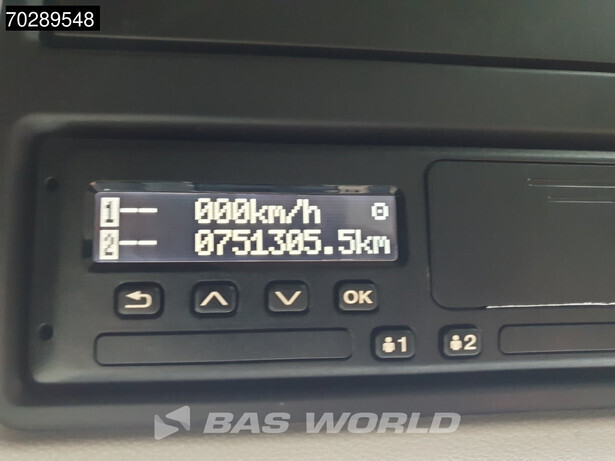 70289548
1 -- 000km/h
2 -- 0751305.5km
OK
1 2
BAS WORLD